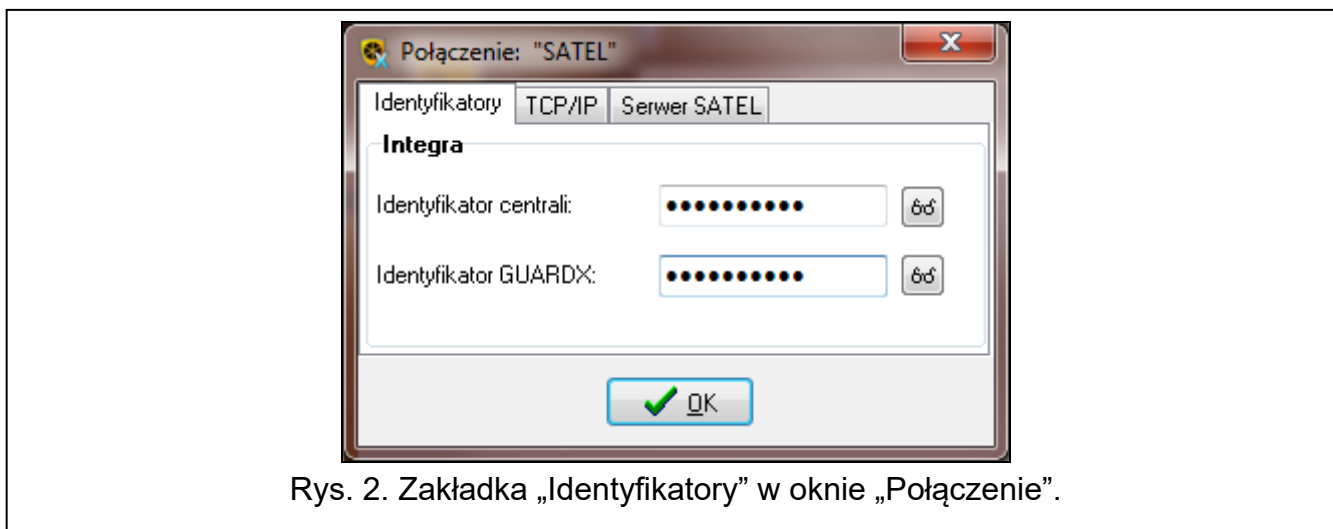 Połączenie: "SATEL"
Identyfikatory TCP/IP Serwer SATEL
Integra
Identyfikator centrali: ••••••••••
Identyfikator GUARDX: ••••••••••
OK
Rys. 2. Zakładka „Identyfikatory” w oknie „Połączenie”.